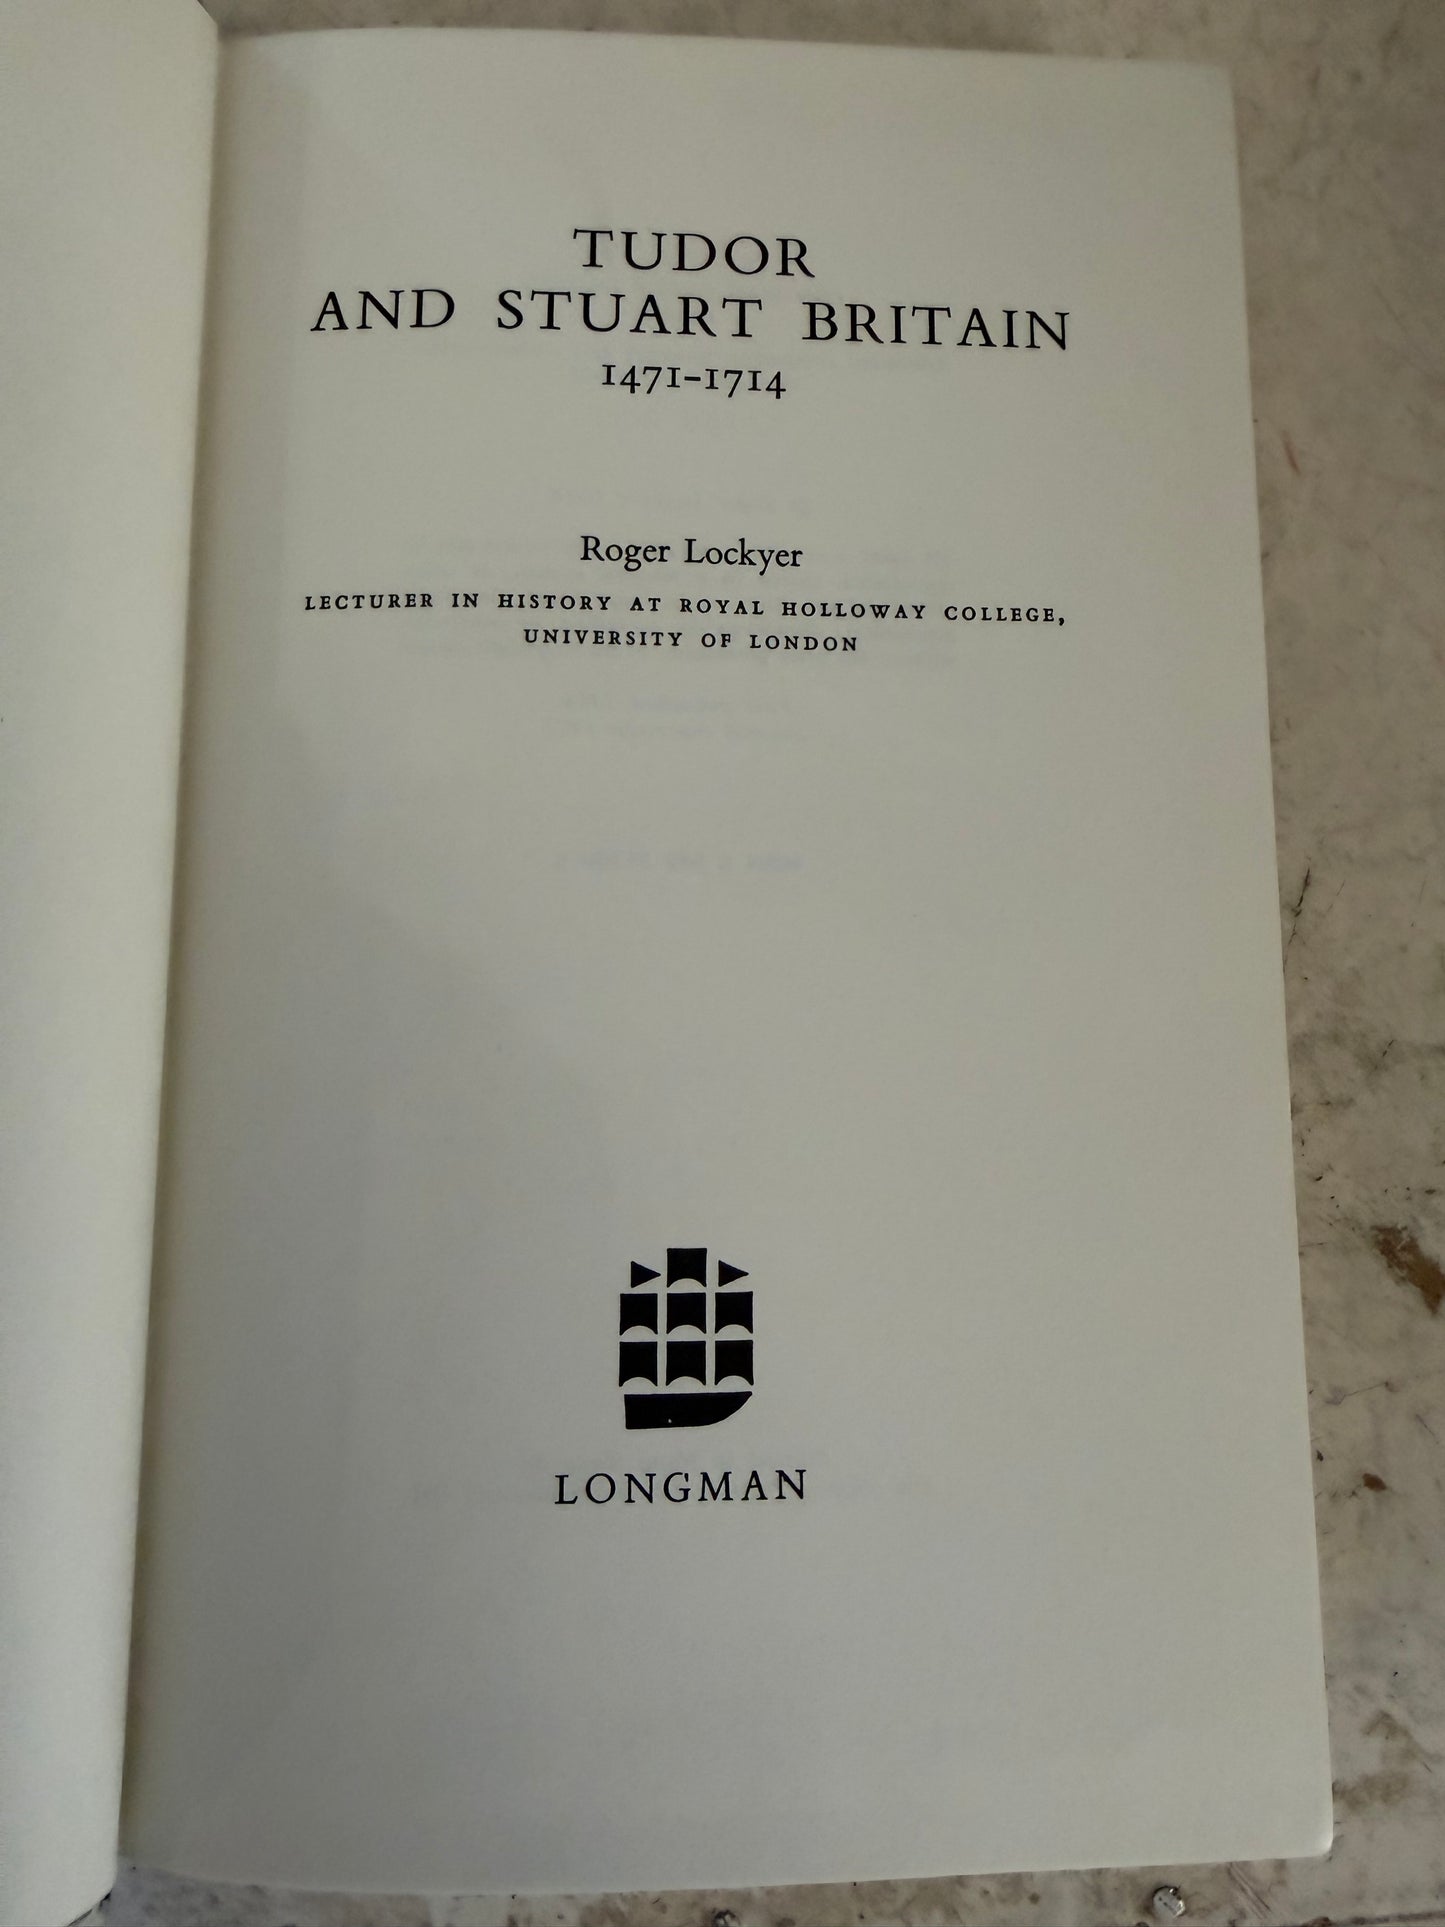 TUDOR
AND STUART BRITAIN
1471–1714
Roger Lockyer
LECTURER IN HISTORY AT ROYAL HOLLOWAY COLLEGE,
UNIVERSITY OF LONDON
LONGMAN